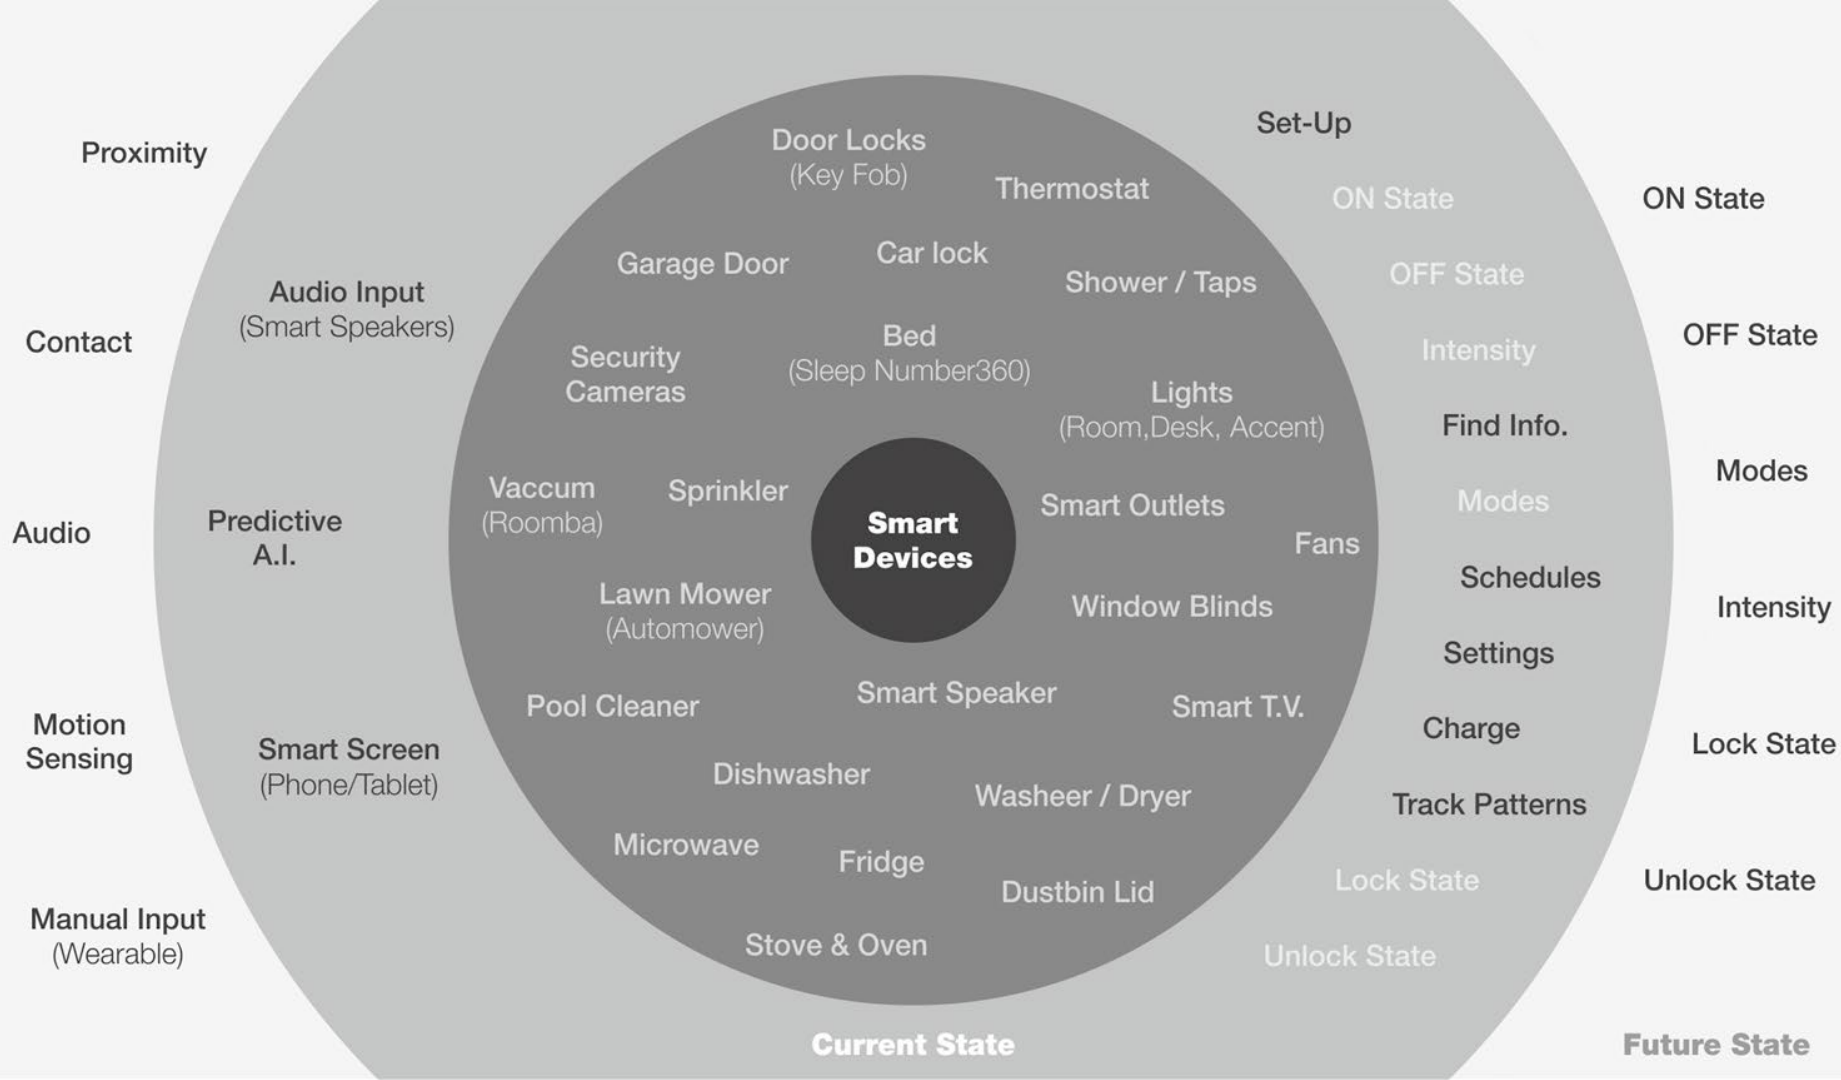 Proximity
Contact
Audio
Motion
Sensing
Manual Input
(Wearable)
Audio Input
(Smart Speakers)
Predictive
A.I.
Smart Screen
(Phone/Tablet)
Door Locks
(Key Fob)
Thermostat
Garage Door
Car lock
Shower / Taps
Security
Cameras
Bed
(Sleep Number360)
Lights
(Room,Desk, Accent)
Vaccum
(Roomba)
Sprinkler
Smart
Devices
Smart Outlets
Fans
Lawn Mower
(Automower)
Window Blinds
Pool Cleaner
Smart Speaker
Smart T.V.
Dishwasher
Washeer / Dryer
Microwave
Fridge
Dustbin Lid
Stove & Oven
Set-Up
ON State
OFF State
Intensity
Find Info.
Modes
Schedules
Settings
Charge
Track Patterns
Lock State
Unlock State
Current State
ON State
OFF State
Modes
Intensity
Lock State
Unlock State
Future State